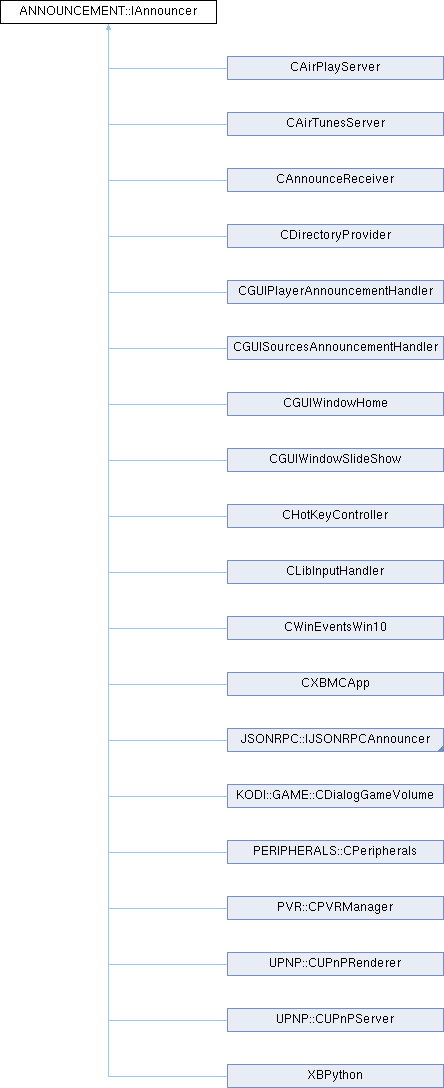 ANNOUNCEMENT::IAnnouncer
CAirPlayServer
CAirTunesServer
CAnnounceReceiver
CDirectoryProvider
CGUIPlayerAnnouncementHandler
CGUISourcesAnnouncementHandler
CGUIWindowHome
CGUIWindowSlideShow
CHotKeyController
CLibInputHandler
CWinEventsWin10
CXBMCApp
JSONRPC::IJSONRPCAnnouncer
KODI::GAME::CDialogGameVolume
PERIPHERALS::CPeripherals
PVR::CPVRManager
UPNP::CUPnPRenderer
UPNP::CUPnPServer
XBPython